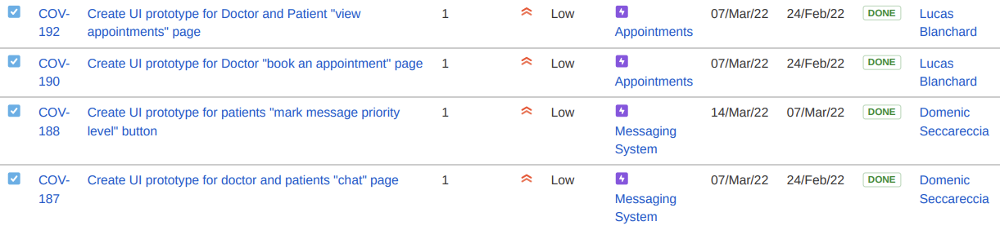 COV-192 Create UI prototype for Doctor and Patient "view appointments" page 1 Low Appointments 07/Mar/22 24/Feb/22 DONE Lucas Blanchard
COV-190 Create UI prototype for Doctor "book an appointment" page 1 Low Appointments 07/Mar/22 24/Feb/22 DONE Lucas Blanchard
COV-188 Create UI prototype for patients "mark message priority level" button 1 Low Messaging System 14/Mar/22 07/Mar/22 DONE Domenic Seccareccia
COV-187 Create UI prototype for doctor and patients "chat" page 1 Low Messaging System 07/Mar/22 24/Feb/22 DONE Domenic Seccareccia